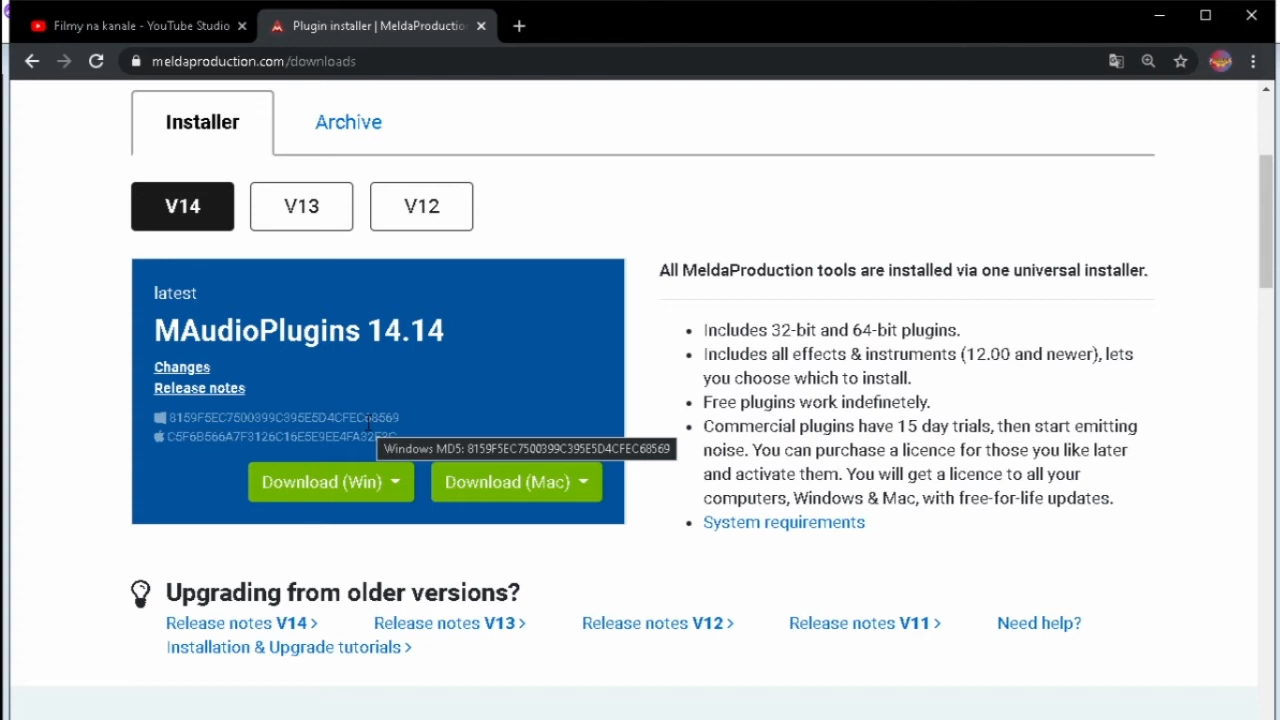 Filmy na kanale - YouTube Studio
Plugin installer | MeldaProductio
meldaproduction.com/downloads
Installer
Archive
V14
V13
V12
latest
MAudioPlugins 14.14
Changes
Release notes
8159F5EC7500399C395E5D4CFEC68569
Windows MD5: 8159F5EC7500399C395E5D4CFEC68569
Download (Win)
Download (Mac)
All MeldaProduction tools are installed via one universal installer.
• Includes 32-bit and 64-bit plugins.
• Includes all effects & instruments (12.00 and newer), lets
you choose which to install.
• Free plugins work indefinetely.
• Commercial plugins have 15 day trials, then start emitting
noise. You can purchase a licence for those you like later
and activate them. You will get a licence to all your
computers, Windows & Mac, with free-for-life updates.
• System requirements
Upgrading from older versions?
Release notes V14 >
Release notes V13 >
Release notes V12 >
Release notes V11 >
Need help?
Installation & Upgrade tutorials >